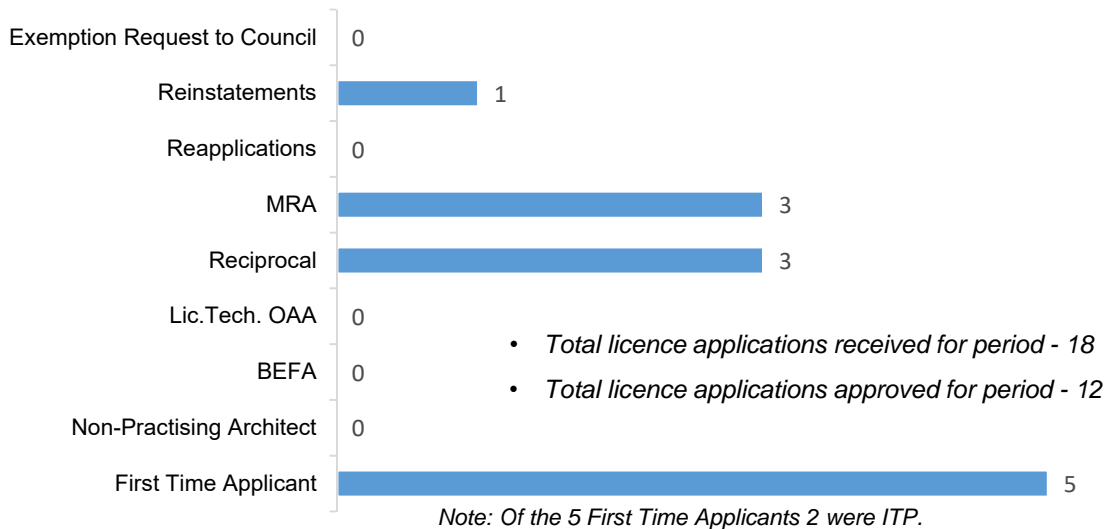 Exemption Request to Council 0
Reinstatements 1
Reapplications 0
MRA 3
Reciprocal 3
Lic.Tech. OAA 0
• Total licence applications received for period - 18
BEFA 0
• Total licence applications approved for period - 12
Non-Practising Architect 0
First Time Applicant 5
Note: Of the 5 First Time Applicants 2 were ITP.